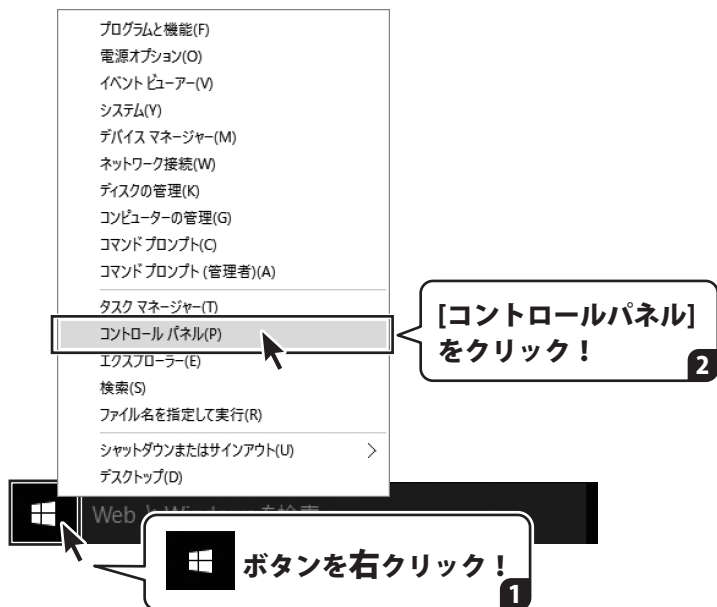 プログラムと機能(F)
電源オプション(O)
イベント ビューアー(V)
システム(Y)
デバイス マネージャー(M)
ネットワーク接続(W)
ディスクの管理(K)
コンピューターの管理(G)
コマンド プロンプト(C)
コマンド プロンプト (管理者)(A)
タスク マネージャー(T)
コントロール パネル(P)
エクスプローラー(E)
検索(S)
ファイル名を指定して実行(R)
シャットダウンまたはサインアウト(U)
デスクトップ(D)
[コントロールパネル]
をクリック！
2
Web
ボタンを右クリック！
1